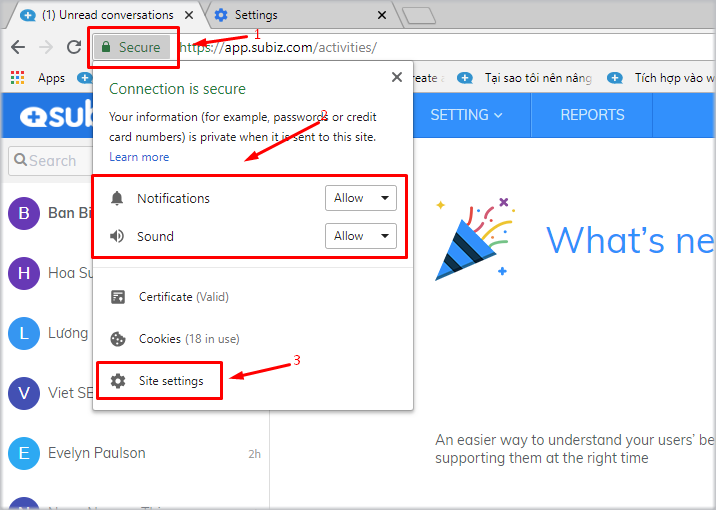 (1) Unread conversations
Settings
1
Secure
https://app.subiz.com/activities/
Apps
Tại sao tôi nên nâng
Tích hợp vào w
Connection is secure
Your information (for example, passwords or credit
card numbers) is private when it is sent to this site.
Learn more
2
Notifications
Allow
Sound
Allow
Certificate (Valid)
Cookies (18 in use)
3
Site settings
SETTING
REPORTS
Search
B
Ban Bi
H
Hoa Su
L
Lương
V
Viet SE
E
Evelyn Paulson
2h
What's ne
An easier way to understand your users' be
supporting them at the right time